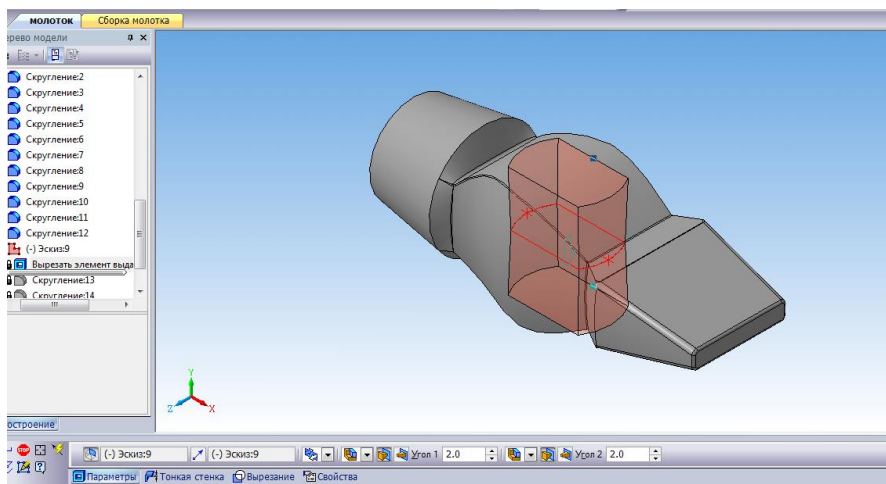 молоток Сборка молотка
рево модели
Скругление:2
Скругление:3
Скругление:4
Скругление:5
Скругление:6
Скругление:7
Скругление:8
Скругление:9
Скругление:10
Скругление:11
Скругление:12
(-) Эскиз:9
Вырезать элемент выда
Скругление:13
Скругление:14
Y
Z X
остроение
(-) Эскиз:9 (-) Эскиз:9 Угол 1 2.0 Угол 2 2.0
Параметры Тонкая стенка Вырезание Свойства